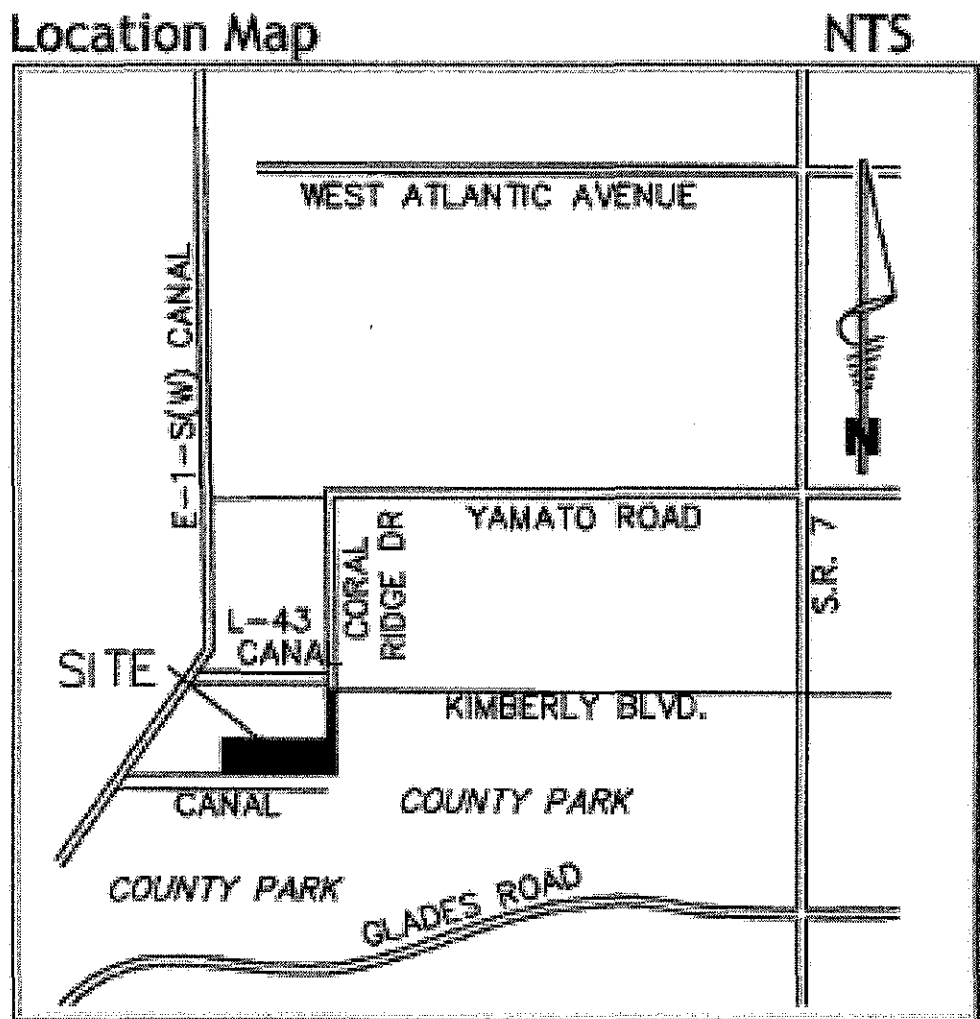 Location Map
NTS
WEST ATLANTIC AVENUE
E-1-S(W) CANAL
N
YAMATO ROAD
CORAL
RIDGE DR
S.R. 7
L-43
CANAL
SITE
KIMBERLY BLVD.
CANAL
COUNTY PARK
COUNTY PARK
GLADES ROAD